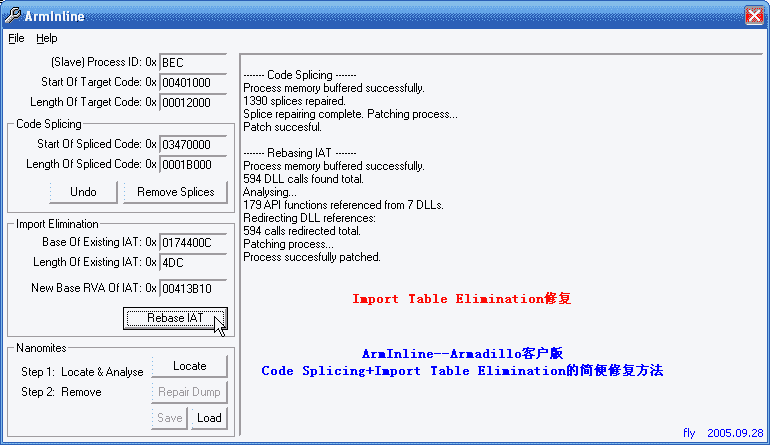 ArmInline
File Help
(Slave) Process ID: 0x BEC
Start Of Target Code: 0x 00401000
Length Of Target Code: 0x 00012000
Code Splicing
Start Of Spliced Code: 0x 03470000
Length Of Spliced Code: 0x 0001B000
Undo Remove Splices
Import Elimination
Base Of Existing IAT: 0x 0174400C
Length Of Existing IAT: 0x 4DC
New Base RVA Of IAT: 0x 00413B10
Rebase IAT
Nanomites
Step 1: Locate & Analyse Locate
Step 2: Remove Repair Dump
Save Load
------- Code Splicing -------
Process memory buffered successfully.
1390 splices repaired.
Splice repairing complete. Patching process...
Patch succesful.
------- Rebasing IAT -------
Process memory buffered successfully.
594 DLL calls found total.
Analysing...
179 API functions referenced from 7 DLLs.
Redirecting DLL references:
594 calls redirected total.
Patching process...
Process succesfully patched.
Import Table Elimination修复
ArmInline--Armadillo客户版
Code Splicing+Import Table Elimination的简便修复方法
fly 2005.09.28